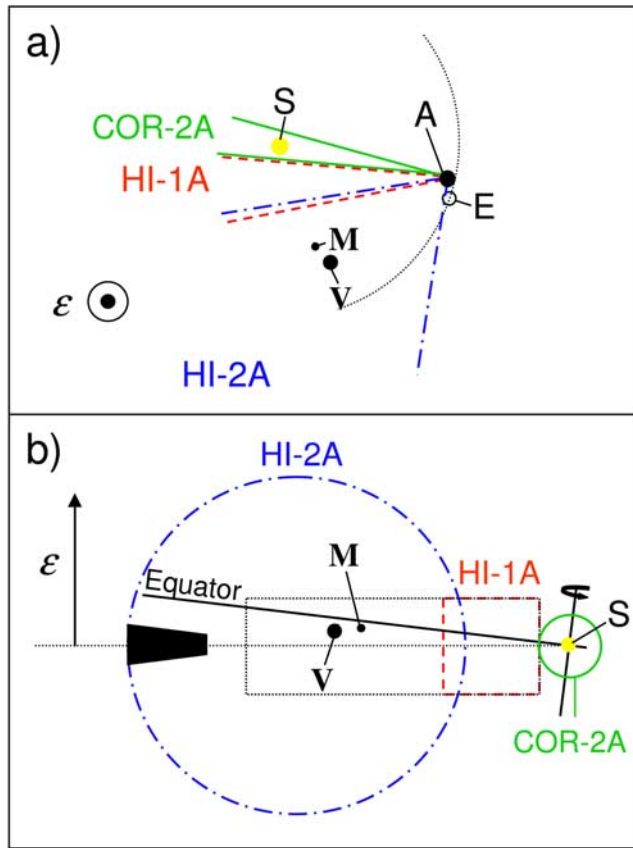 a)
S
A
COR-2A
HI-1A
E
M
V
ε
HI-2A
b)
HI-2A
ε
M
HI-1A
Equator
S
V
COR-2A